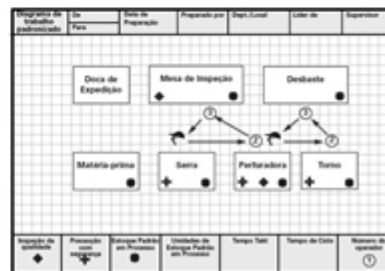 Diagrama de
trabalho
padronizado
De
Para
Data de
Preparação
Preparado por
Dept./Local
Líder de
Supervisor
Doca de
Expedição
Mesa de Inspeção
Desbaste
Matéria-prima
Serra
Perfuradora
Torno
Inspeção de
qualidade
Precaução
com
segurança
Estoque Padrão
em Processo
Unidades de
Estoque Padrão
em Processo
Tempo Takt
Tempo de Ciclo
Número do
operador
1